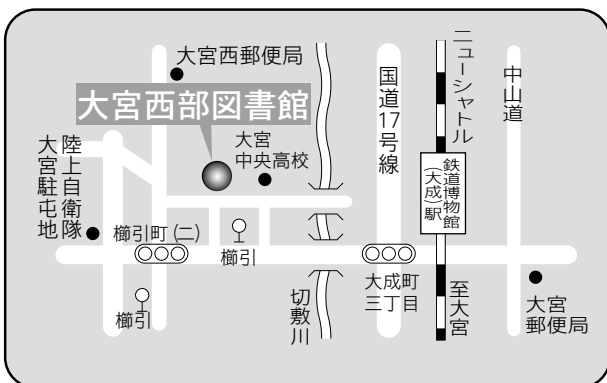 大宮西郵便局
大宮西部図書館
大宮
中央高校
陸上自衛隊
大宮駐屯地
櫛引町(二)
櫛引
櫛引
切敷川
国道17号線
大成町
三丁目
ニューシャトル
鉄道博物館
(大成)駅
至大宮
中山道
大宮
郵便局